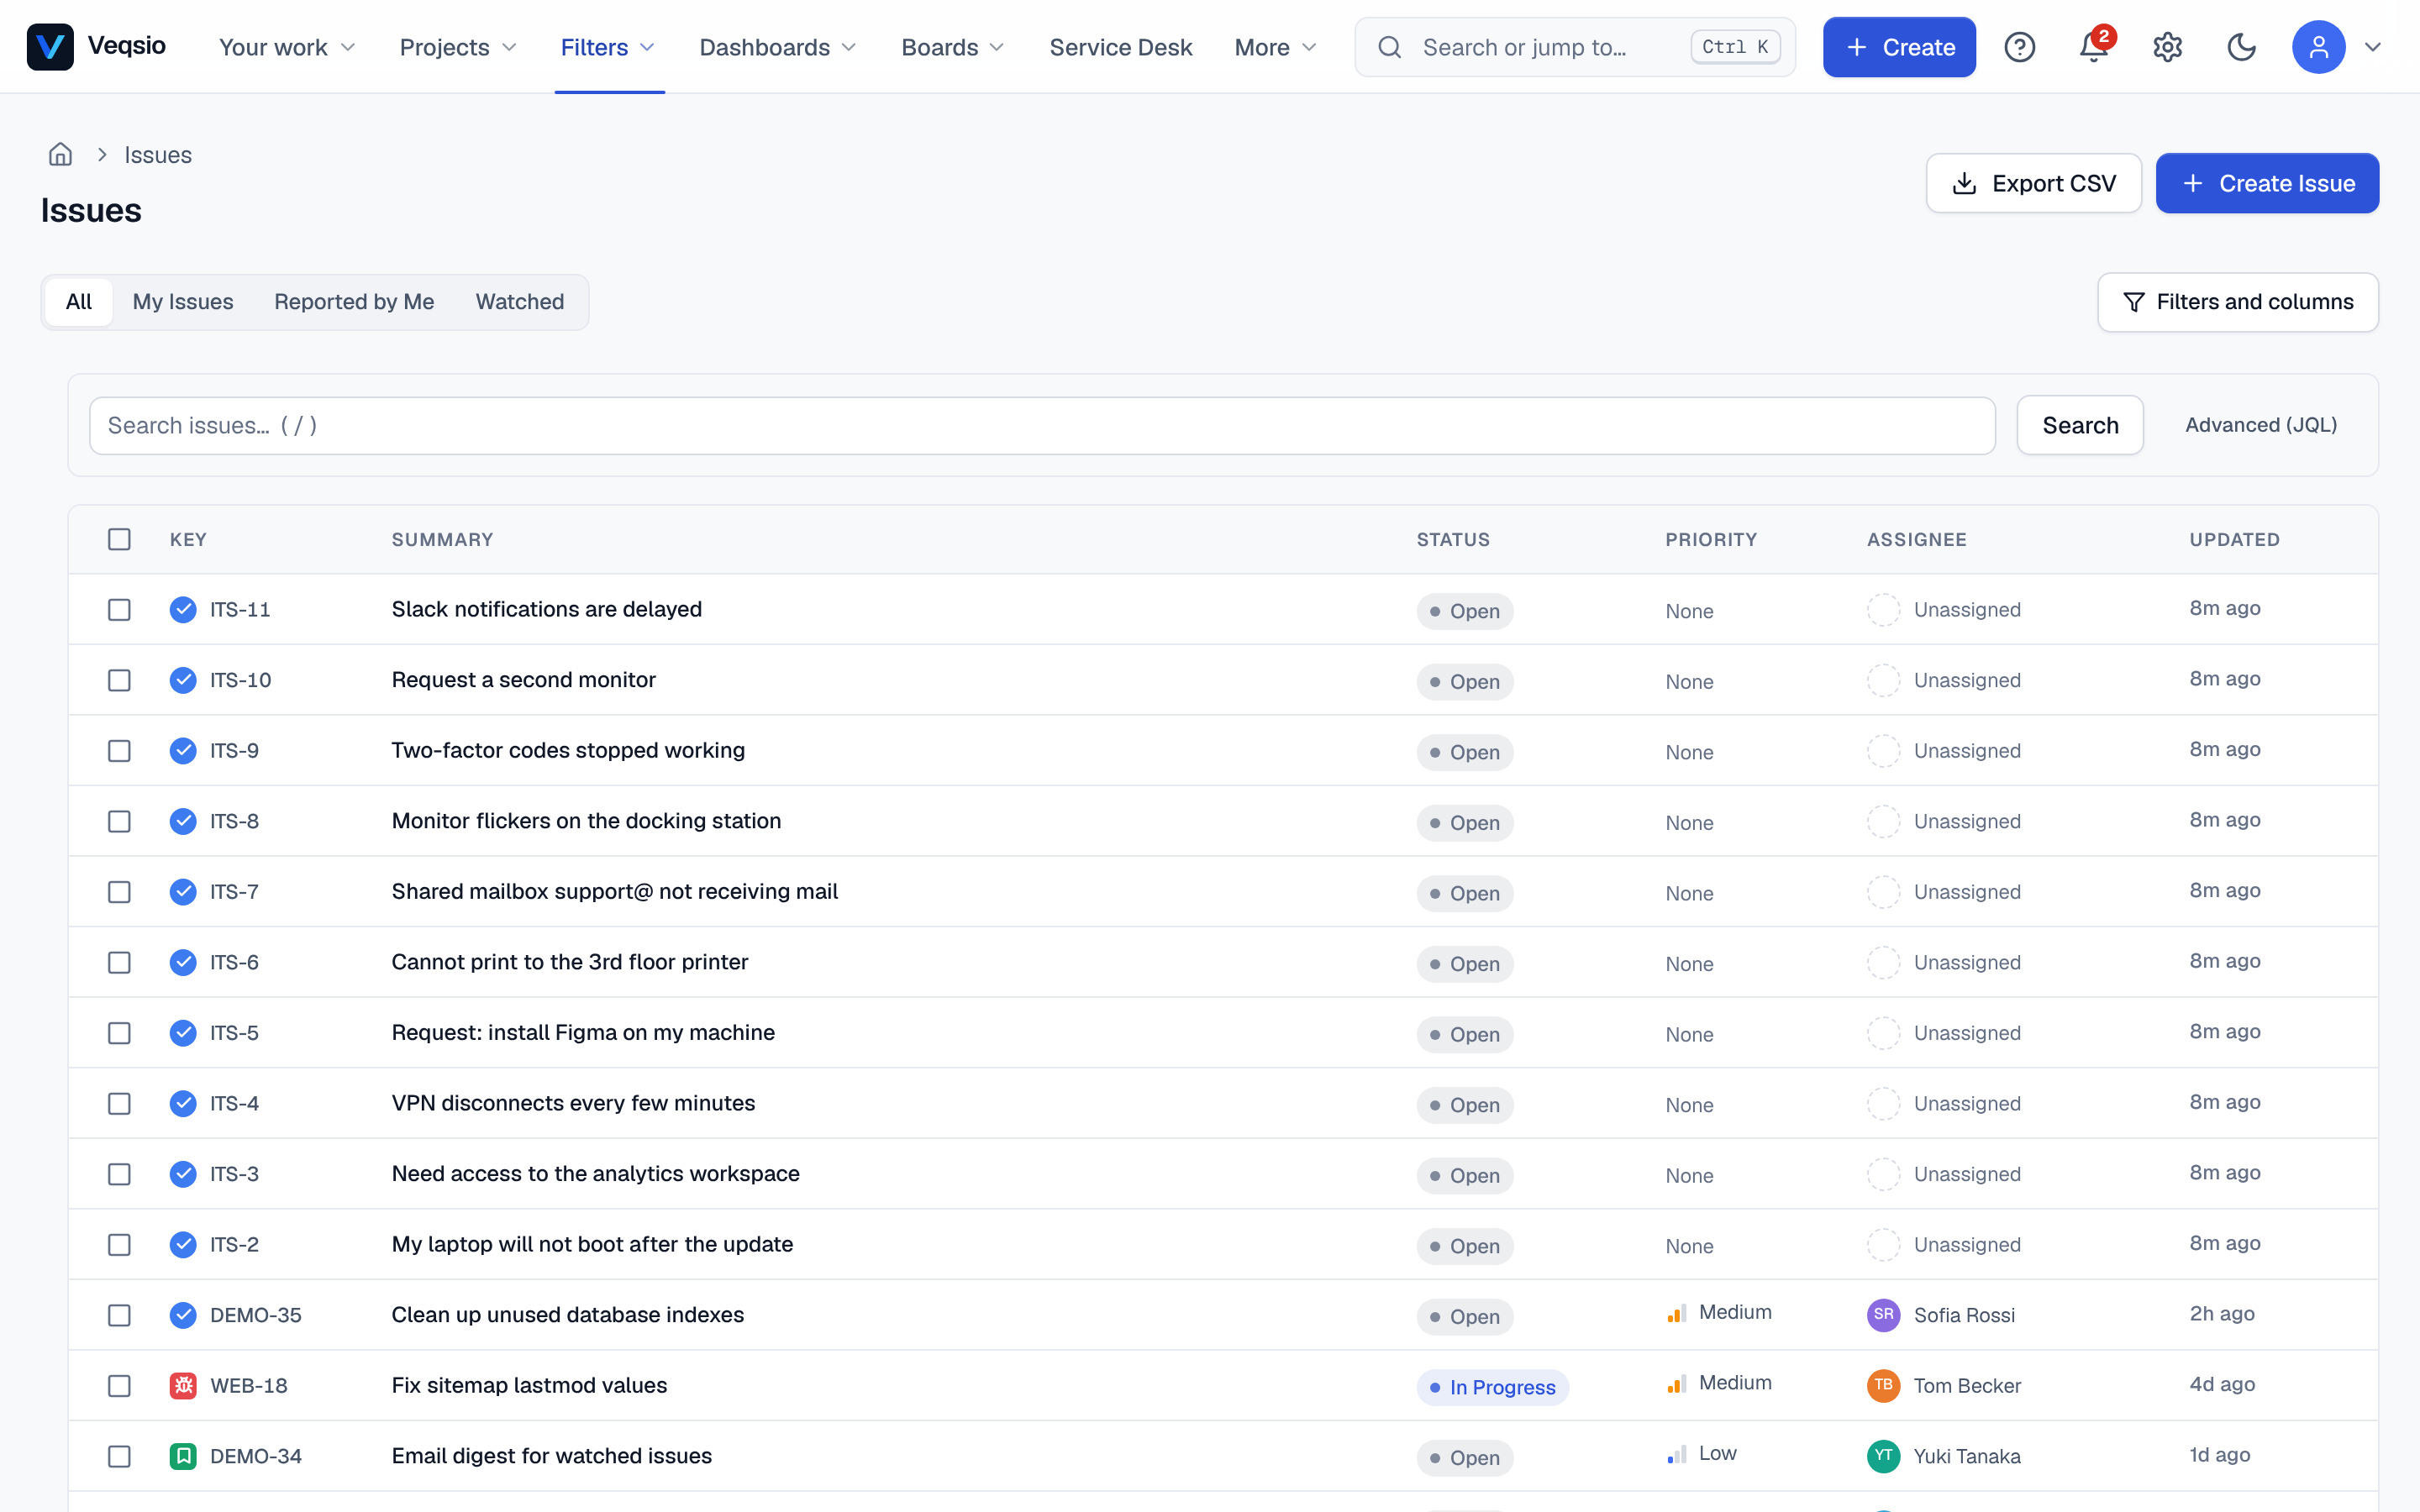 Veqsio Your work Projects Filters Dashboards Boards Service Desk More Search or jump to... Ctrl K + Create 2
Issues
Issues
Export CSV + Create Issue
All My Issues Reported by Me Watched Filters and columns
Search issues... ( / ) Search Advanced (JQL)
KEY SUMMARY STATUS PRIORITY ASSIGNEE UPDATED
ITS-11 Slack notifications are delayed Open None Unassigned 8m ago
ITS-10 Request a second monitor Open None Unassigned 8m ago
ITS-9 Two-factor codes stopped working Open None Unassigned 8m ago
ITS-8 Monitor flickers on the docking station Open None Unassigned 8m ago
ITS-7 Shared mailbox support@ not receiving mail Open None Unassigned 8m ago
ITS-6 Cannot print to the 3rd floor printer Open None Unassigned 8m ago
ITS-5 Request: install Figma on my machine Open None Unassigned 8m ago
ITS-4 VPN disconnects every few minutes Open None Unassigned 8m ago
ITS-3 Need access to the analytics workspace Open None Unassigned 8m ago
ITS-2 My laptop will not boot after the update Open None Unassigned 8m ago
DEMO-35 Clean up unused database indexes Open Medium SR Sofia Rossi 2h ago
WEB-18 Fix sitemap lastmod values In Progress Medium TB Tom Becker 4d ago
DEMO-34 Email digest for watched issues Open Low YT Yuki Tanaka 1d ago